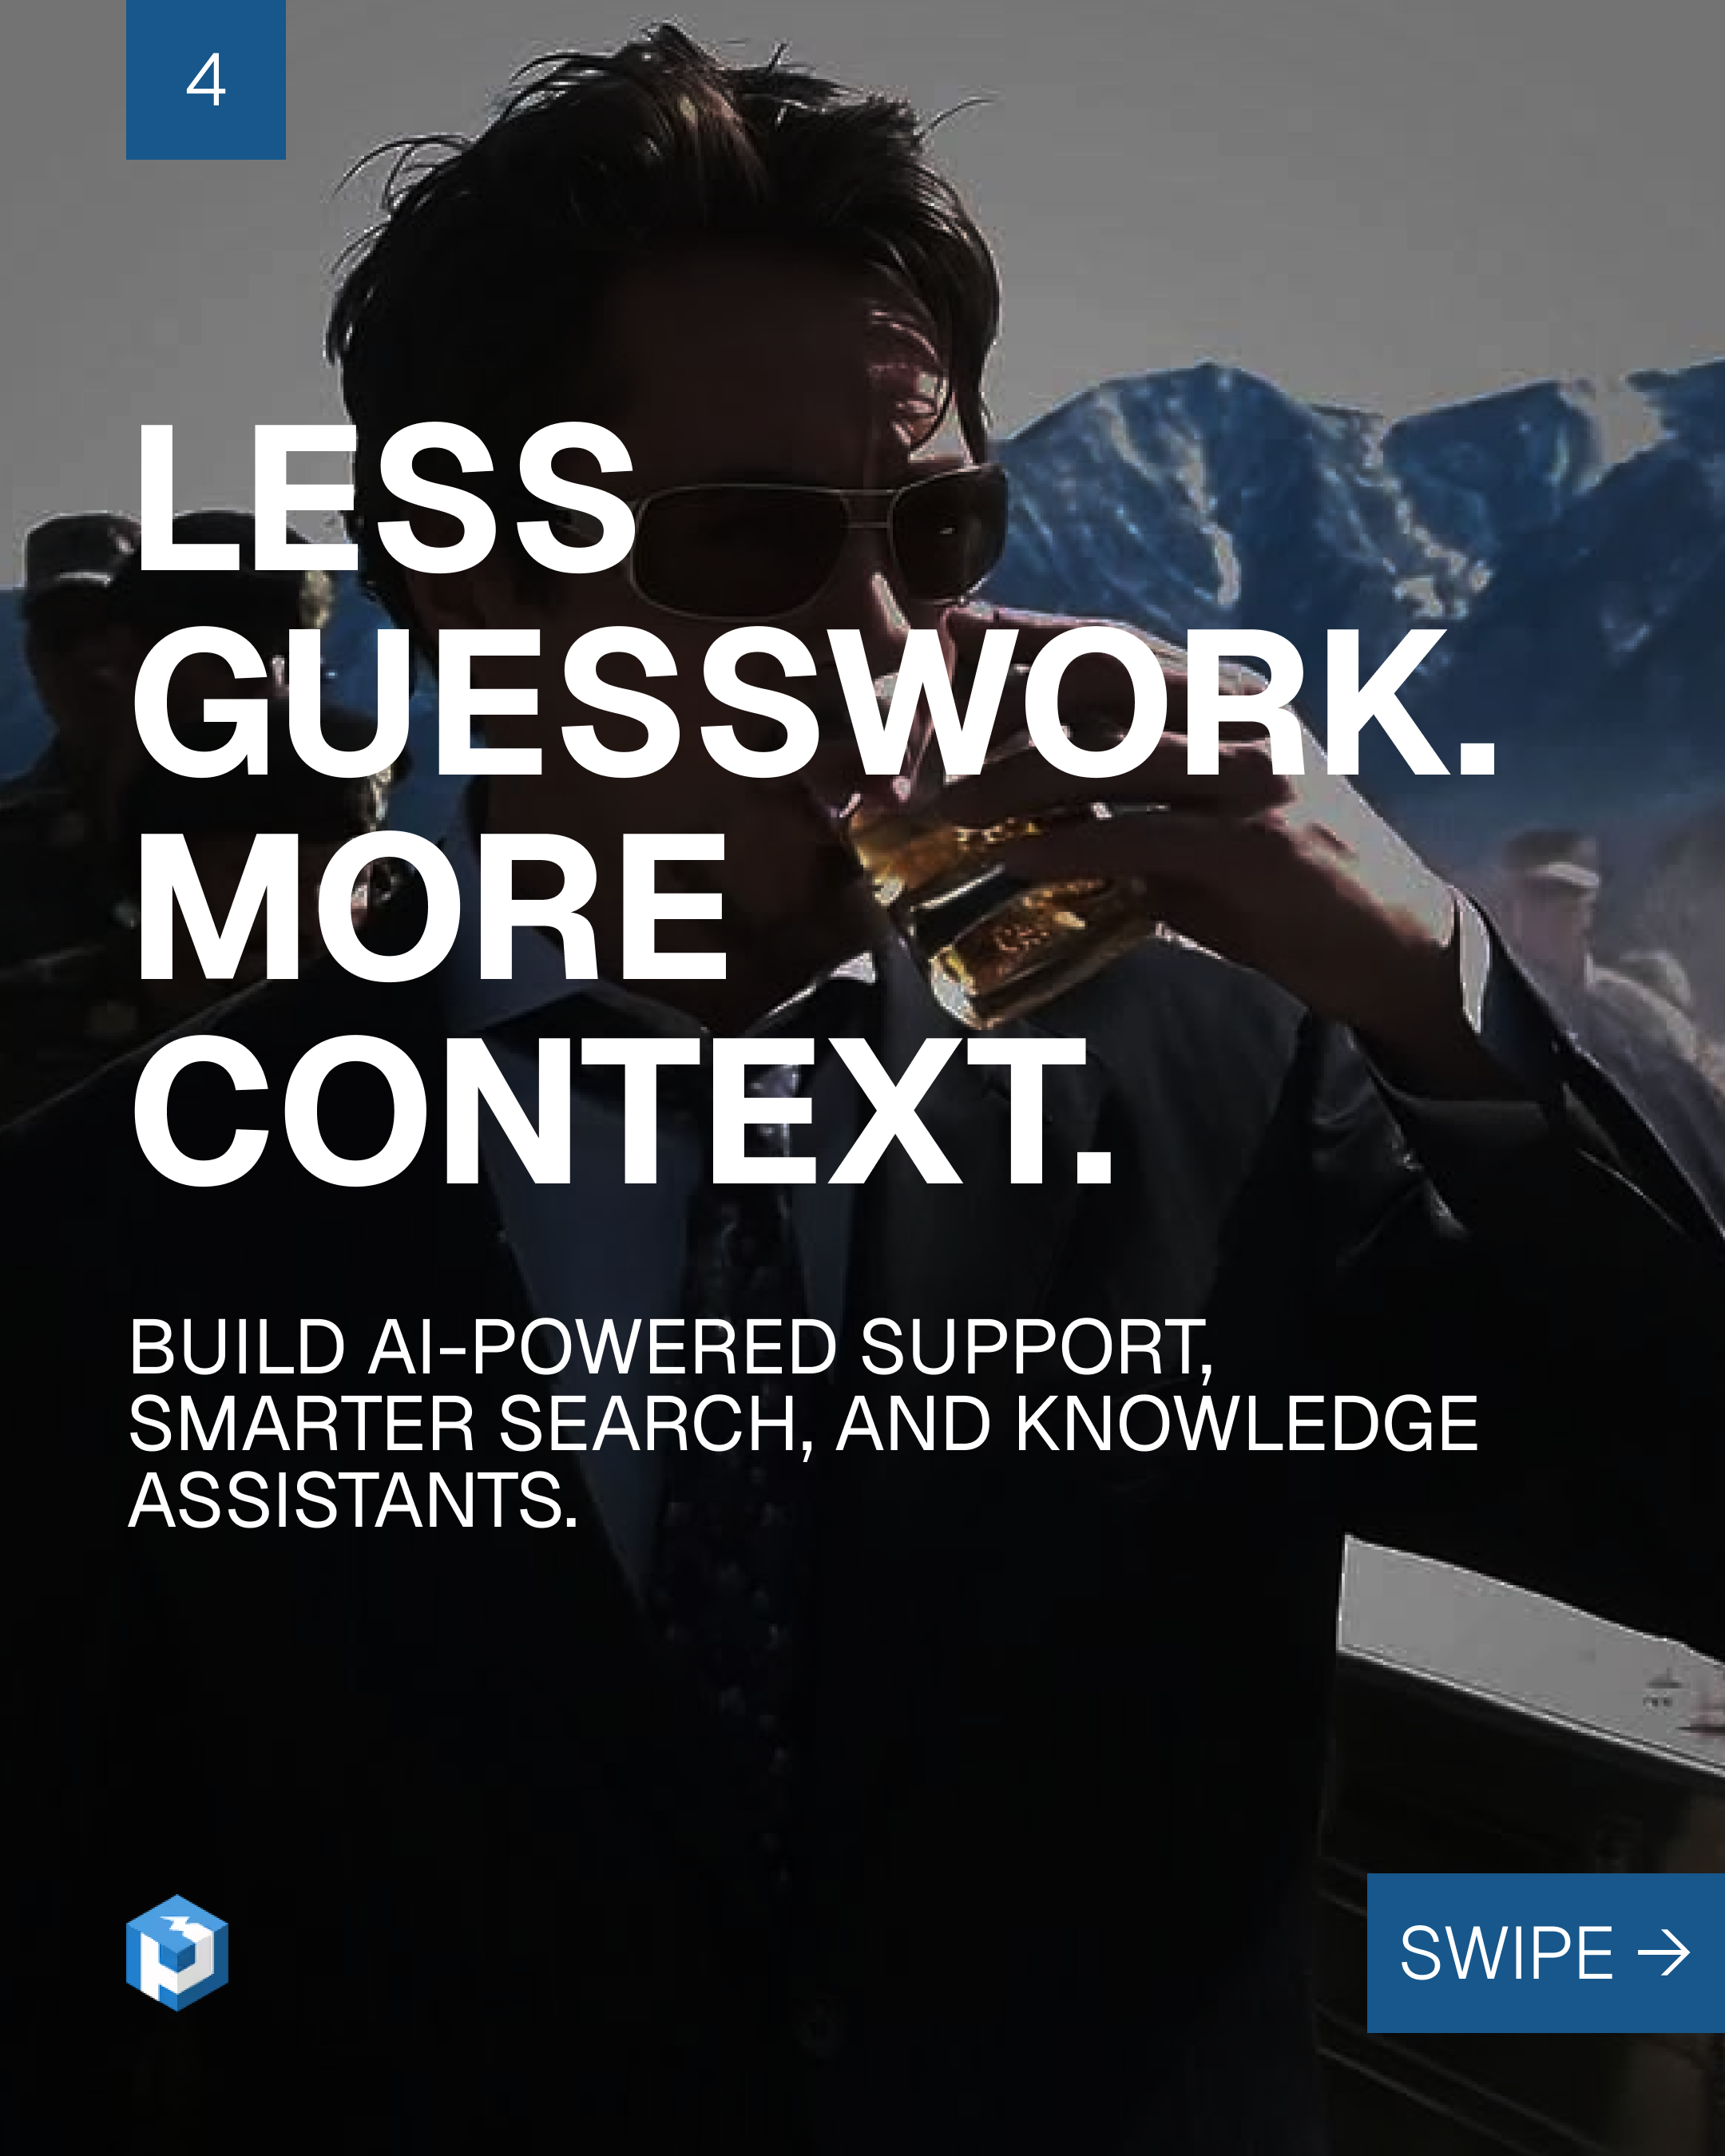 4
LESS
GUESSWORK.
MORE
CONTEXT.
BUILD AI-POWERED SUPPORT,
SMARTER SEARCH, AND KNOWLEDGE
ASSISTANTS.
SWIPE →